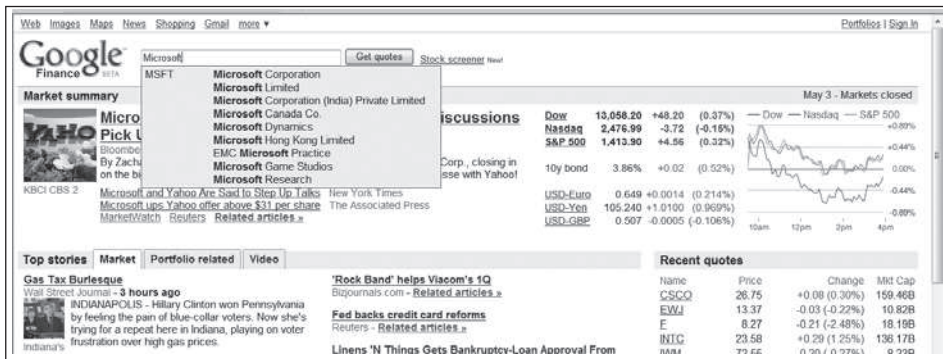 Web Images Maps News Shopping Gmail more ▼ Portfolios | Sign In
Google Finance BETA
Microsoft Get quotes Stock screener New!
MSFT Microsoft Corporation
Microsoft Limited
Microsoft Corporation (India) Private Limited
Microsoft Canada Co.
Microsoft Dynamics
Microsoft Hong Kong Limited
EMC Microsoft Practice
Microsoft Game Studios
Microsoft Research
Market summary May 3 - Markets closed
YAHO
KBCI CBS 2
Micro iscussions
Pick U
Bloombe
By Zacha Corp., closing in
on the bi sse with Yahoo!
Microsoft and Yahoo Are Said to Step Up Talks New York Times
Microsoft ups Yahoo offer above $31 per share The Associated Press
MarketWatch Reuters Related articles »
Dow 13,058.20 +48.20 (0.37%)
Nasdaq 2,476.99 -3.72 (-0.15%)
S&P 500 1,413.90 +4.56 (0.32%)
10y bond 3.86% +0.02 (0.52%)
USD-Euro 0.649 +0.0014 (0.214%)
USD-Yen 105.240 +1.0100 (0.969%)
USD-GBP 0.507 -0.0005 (-0.106%)
Dow Nasdaq S&P 500
+0.89%
+0.44%
0.00%
-0.44%
-0.89%
10am 12pm 2pm 4pm
Top stories Market Portfolio related Video
Gas Tax Burlesque
Wall Street Journal - 3 hours ago
INDIANAPOLIS - Hillary Clinton won Pennsylvania
by feeling the pain of blue-collar voters. Now she's
trying for a repeat here in Indiana, playing on voter
frustration over high gas prices.
Indiana's
'Rock Band' helps Viacom's 1Q
Bizjournals.com - Related articles »
Fed backs credit card reforms
Reuters - Related articles »
Linens 'N Things Gets Bankruptcy-Loan Approval From
Recent quotes
Name Price Change Mkt Cap
CSCO 26.75 +0.08 (0.30%) 159.46B
EWJ 13.37 -0.03 (-0.22%) 10.82B
F 8.27 -0.21 (-2.48%) 18.19B
INTC 23.58 +0.29 (1.25%) 136.17B